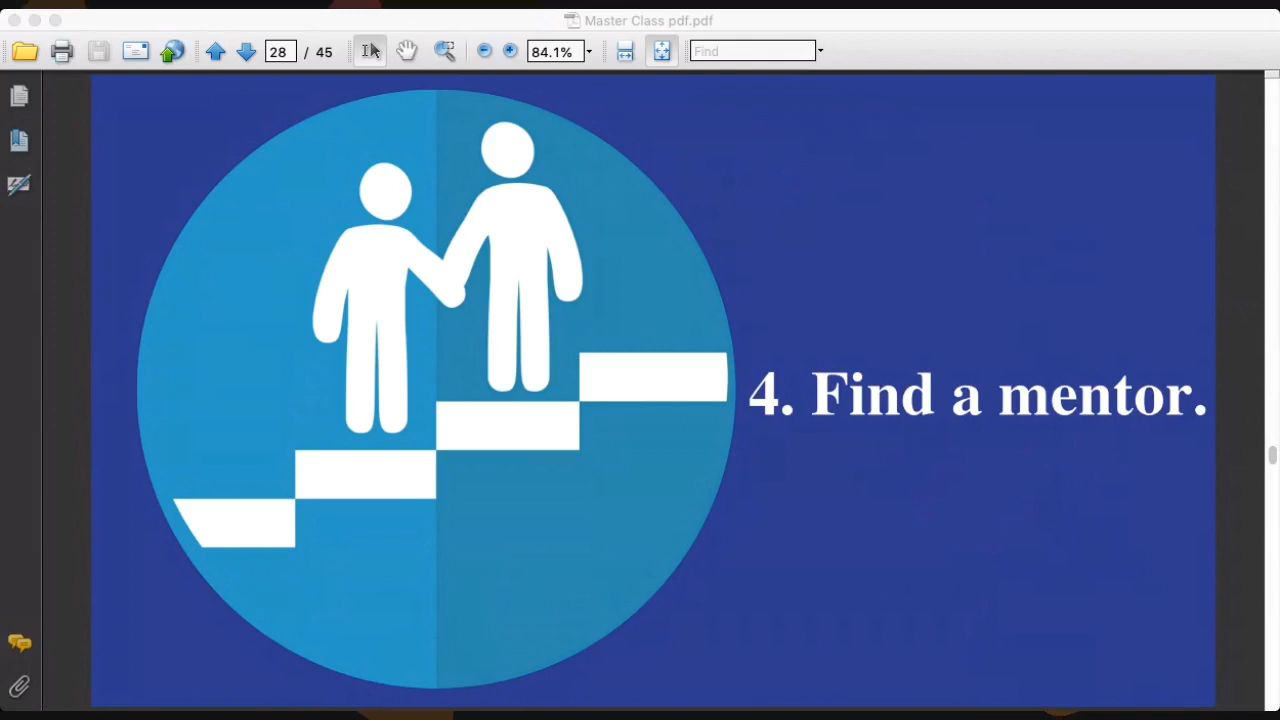 Master Class pdf.pdf
28 / 45
84.1%
Find
4. Find a mentor.